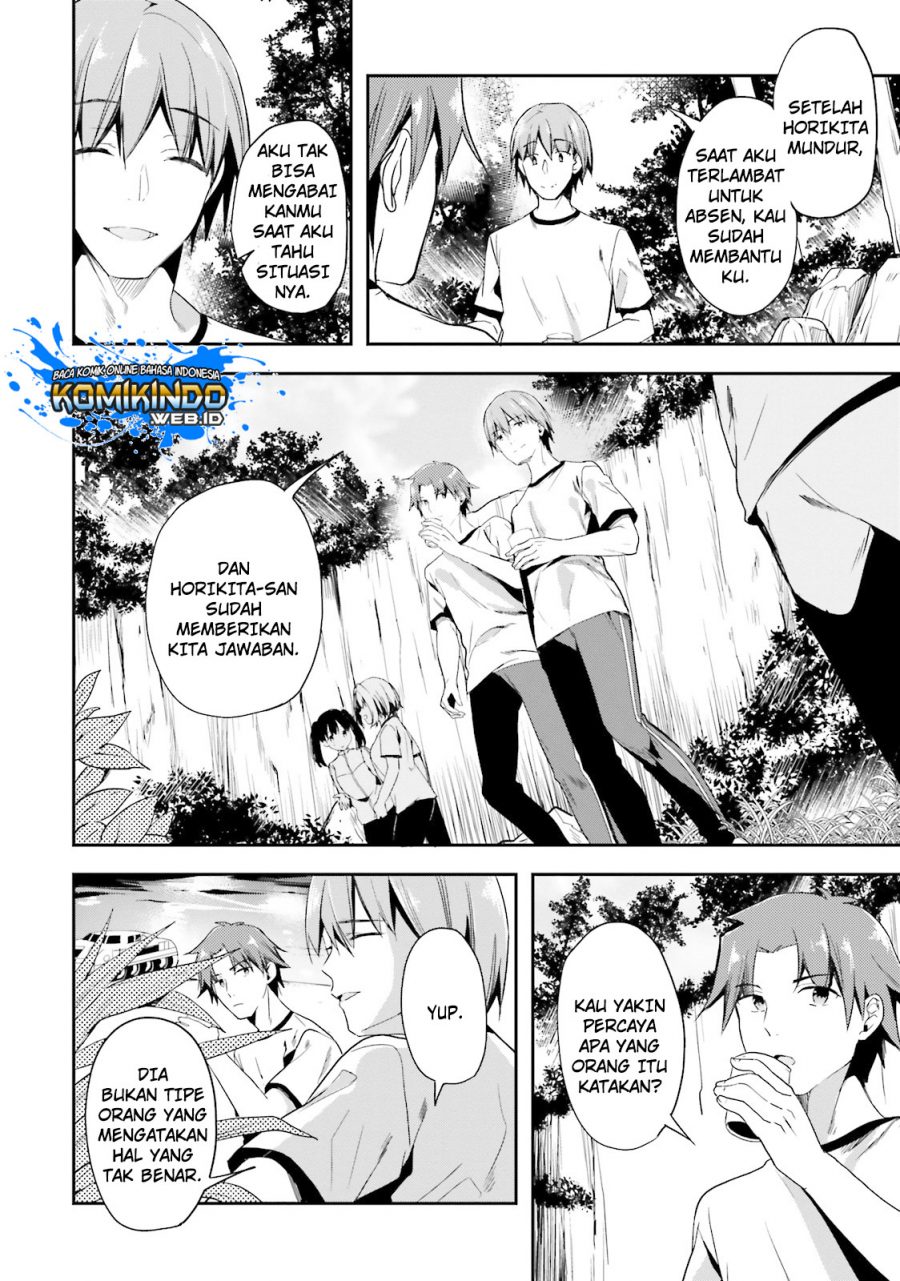 SETELAH
HORIKITA
MUNDUR,
SAAT AKU
TERLAMBAT
UNTUK
ABSEN, KAU
SUDAH
MEMBANTU
KU.
AKU TAK
BISA
MENGABAI
KANMU
SAAT AKU
TAHU
SITUASI
NYA.
BACA KOMIK ONLINE BAHASA INDONESIA
KOMIKINDO
WEB.ID
DAN
HORIKITA-SAN
SUDAH
MEMBERIKAN
KITA JAWABAN.
KAU YAKIN
PERCAYA
APA YANG
ORANG ITU
KATAKAN?
YUP.
DIA
BUKAN TIPE
ORANG YANG
MENGATAKAN
HAL YANG
TAK BENAR.